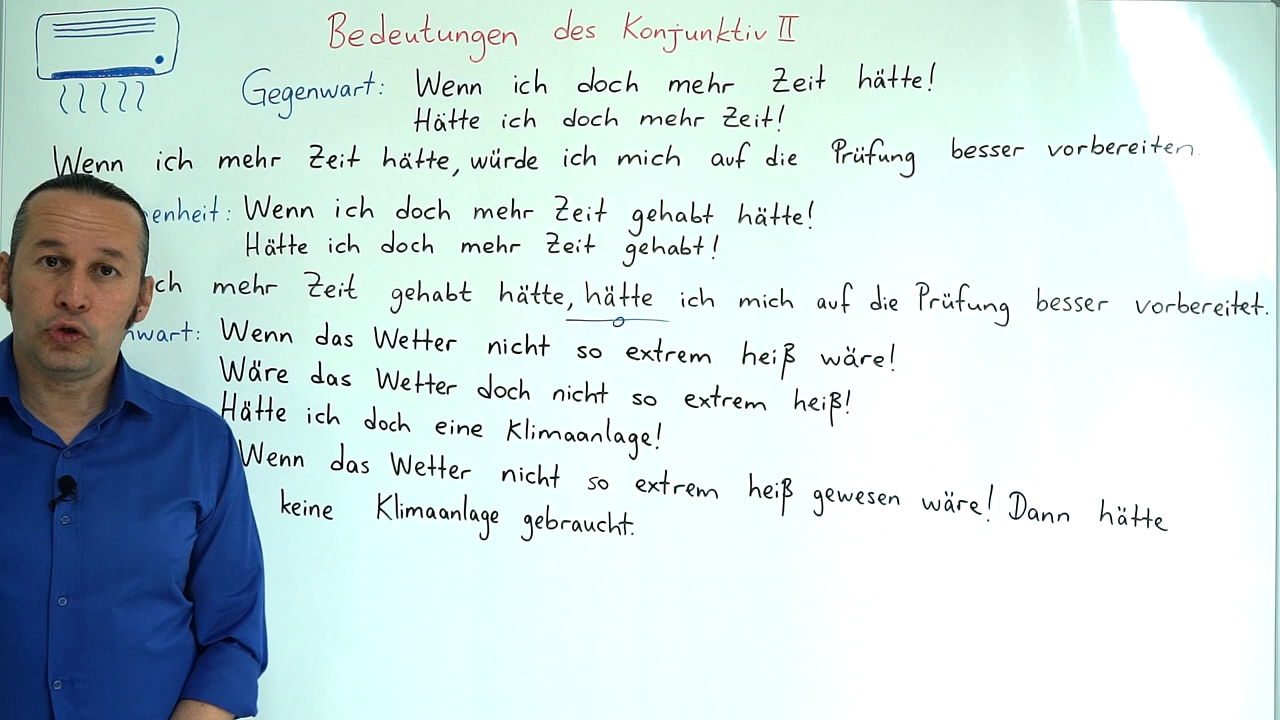 Bedeutungen des Konjunktiv II
Gegenwart: Wenn ich doch mehr Zeit hätte!
Hätte ich doch mehr Zeit!
Wenn ich mehr Zeit hätte, würde ich mich auf die Prüfung besser vorbereiten.
enheit: Wenn ich doch mehr Zeit gehabt hätte!
Hätte ich doch mehr Zeit gehabt!
ch mehr Zeit gehabt hätte, hätte ich mich auf die Prüfung besser vorbereitet.
nwart: Wenn das Wetter nicht so extrem heiß wäre!
Wäre das Wetter doch nicht so extrem heiß!
Hätte ich doch eine Klimaanlage!
Wenn das Wetter nicht so extrem heiß gewesen wäre! Dann hätte
keine Klimaanlage gebraucht.